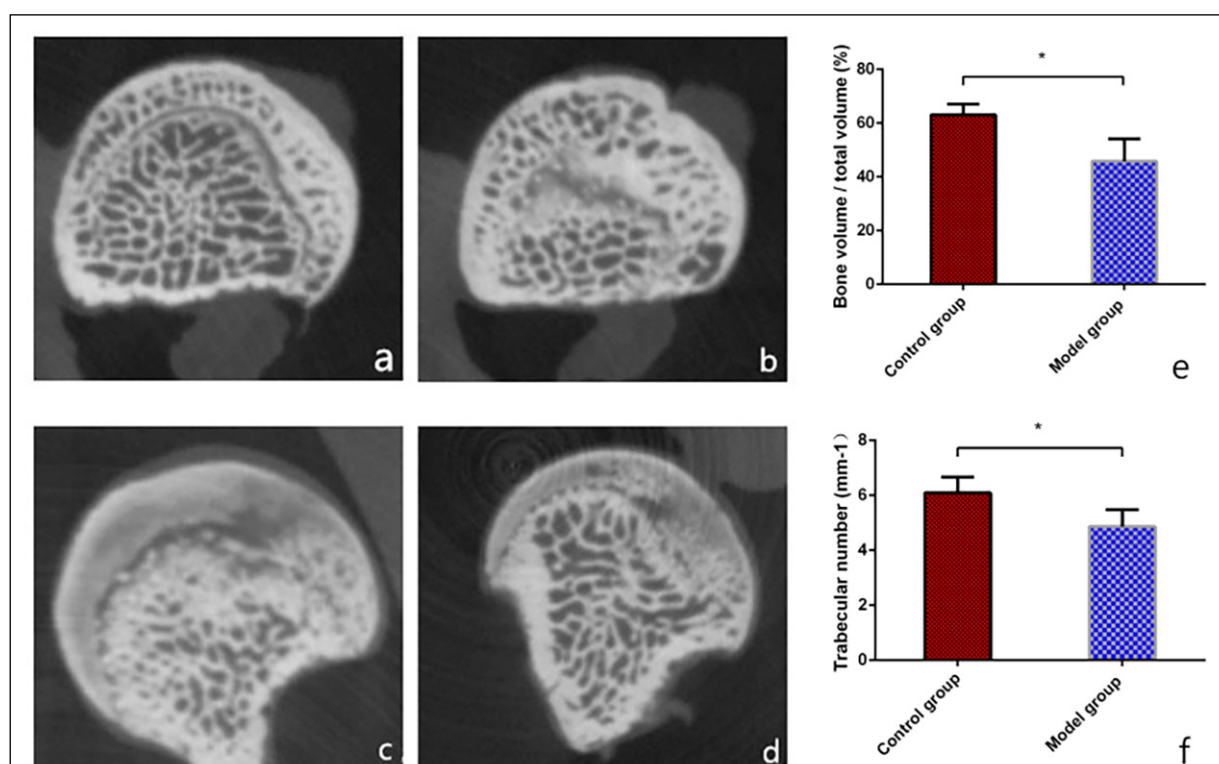 a
b
*
Bone volume / total volume (%)
80
60
40
20
0
Control group
Model group
e
c
d
*
Trabecular number (mm-1）
8
6
4
2
0
Control group
Model group
f